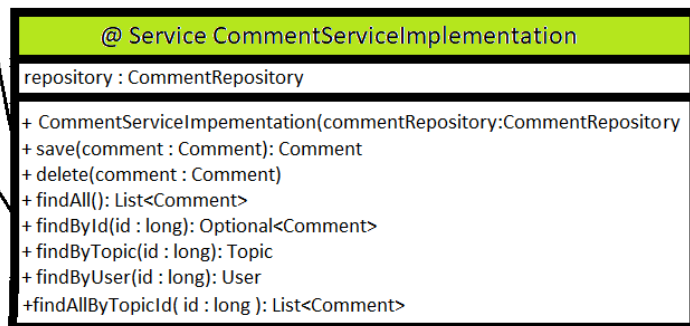 @ Service CommentServiceImplementation
repository : CommentRepository
+ CommentServiceImpementation(commentRepository:CommentRepository
+ save(comment : Comment): Comment
+ delete(comment : Comment)
+ findAll(): List<Comment>
+ findById(id : long): Optional<Comment>
+ findByTopic(id : long): Topic
+ findByUser(id : long): User
+findAllByTopicId( id : long ): List<Comment>